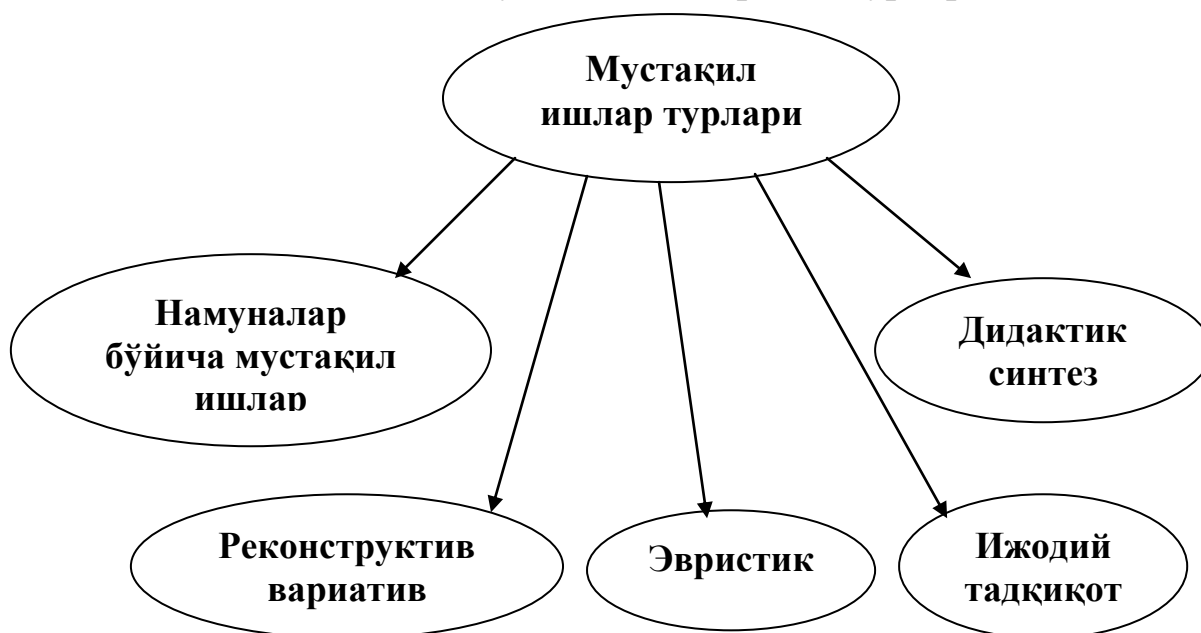 Мустақил
ишлар турлари
Намуналар
бўйича мустақил
ишлар
Дидактик
синтез
Реконструктив
вариатив
Эвристик
Ижодий
тадқиқот